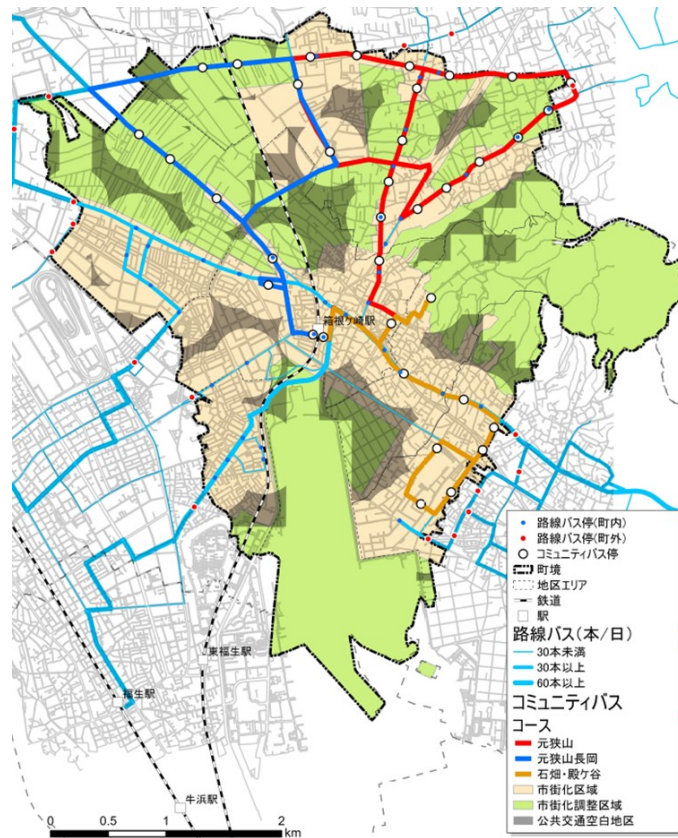 箱根ケ崎駅
東福生駅
福生駅
牛浜駅
0 0.5 1 2
km
路線バス停(町内)
路線バス停(町外)
コミュニティバス停
町境
地区エリア
鉄道
駅
路線バス(本/日)
30本未満
30本以上
60本以上
コミュニティバス
コース
元狭山
元狭山長岡
石畑・殿ケ谷
市街化区域
市街化調整区域
公共交通空白地区